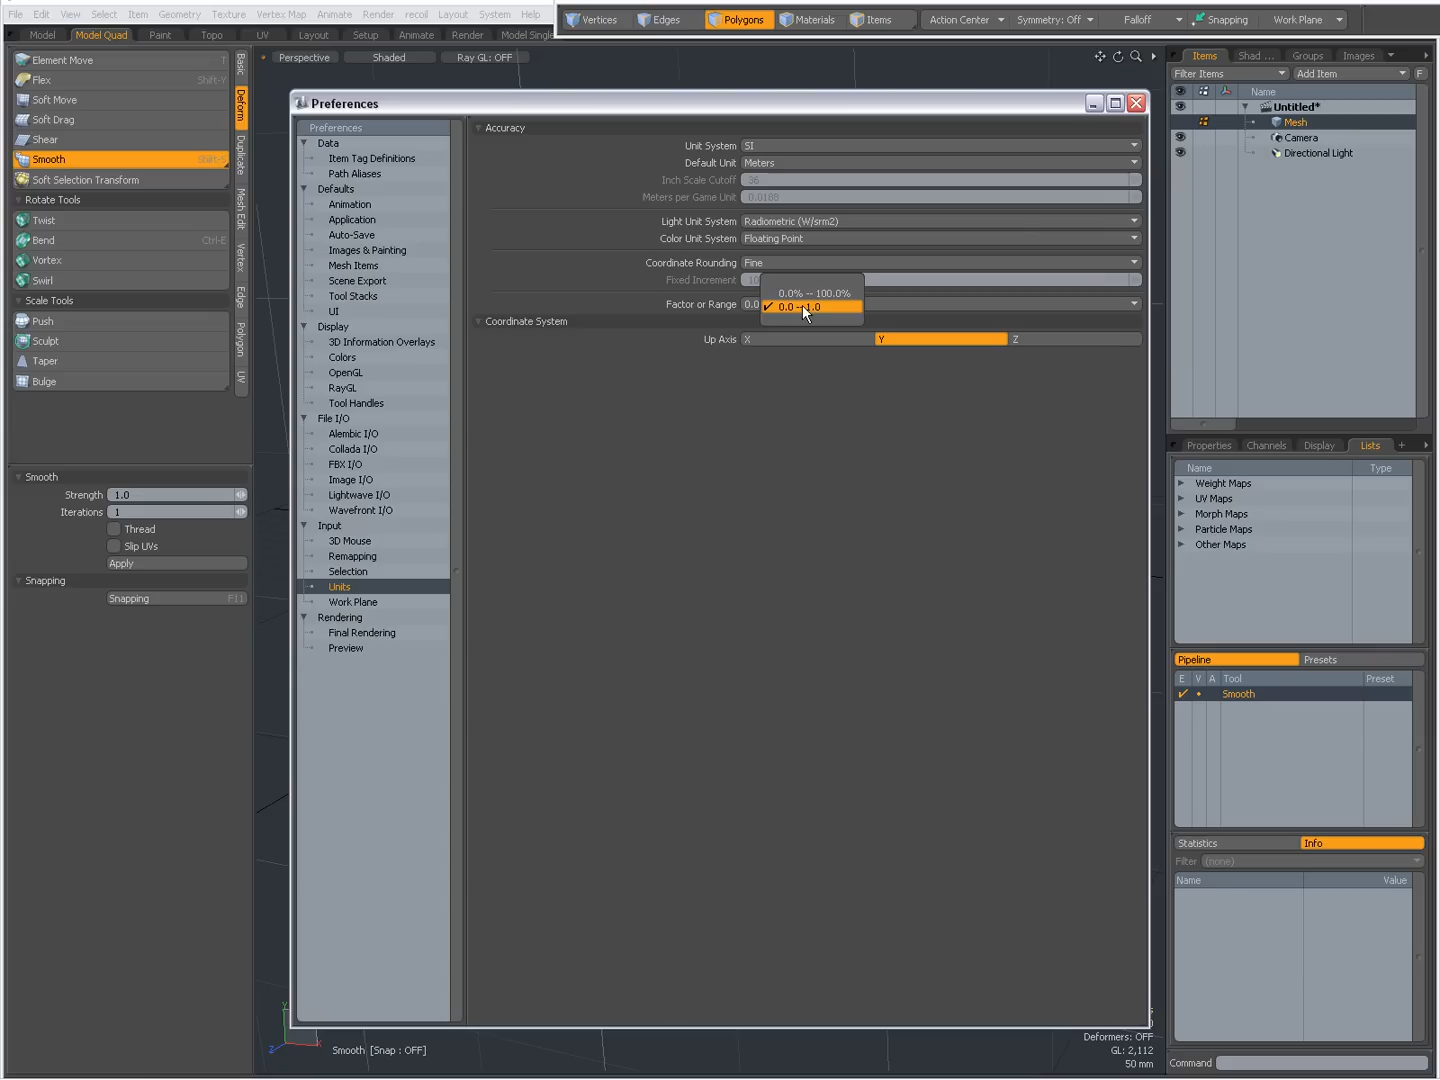 File Edit View Select Item Geometry Texture Vertex Map Animate Render recoil Layout System Help
Vertices Edges Polygons Materials Items Action Center Symmetry: Off Falloff Snapping Work Plane
Model Model Quad Paint Topo UV Layout Setup Animate Render Model Single
Element Move T
Flex Shift-Y
Soft Move
Soft Drag
Shear
Smooth Shift-S
Soft Selection Transform
Rotate Tools
Twist
Bend Ctrl-E
Vortex
Swirl
Scale Tools
Push
Sculpt
Taper
Bulge
Basic
Deform
Duplicate
Mesh Edit
Vertex
Edge
Polygon
UV
Smooth
Strength 1.0
Iterations 1
Thread
Slip UVs
Apply
Snapping
Snapping F11
Perspective Shaded Ray GL: OFF
Preferences
Preferences
Data
Item Tag Definitions
Path Aliases
Defaults
Animation
Application
Auto-Save
Images & Painting
Mesh Items
Scene Export
Tool Stacks
UI
Display
3D Information Overlays
Colors
OpenGL
RayGL
Tool Handles
File I/O
Alembic I/O
Collada I/O
FBX I/O
Image I/O
Lightwave I/O
Wavefront I/O
Input
3D Mouse
Remapping
Selection
Units
Work Plane
Rendering
Final Rendering
Preview
Accuracy
Unit System SI
Default Unit Meters
Inch Scale Cutoff 36
Meters per Game Unit 0.0188
Light Unit System Radiometric (W/srm2)
Color Unit System Floating Point
Coordinate Rounding Fine
Fixed Increment
0.0% -- 100.0%
Factor or Range 0.0
0.0 -- 1.0
Coordinate System
Up Axis X Y Z
Y
Z X
Smooth [Snap : OFF]
Deformers: OFF
GL: 2,112
50 mm
Items Shad ... Groups Images
Filter Items Add Item F
Name
Untitled*
Mesh
Camera
Directional Light
Properties Channels Display Lists +
Name Type
Weight Maps
UV Maps
Morph Maps
Particle Maps
Other Maps
Pipeline Presets
E V A Tool Preset
Smooth
Statistics Info
Filter (none)
Name Value
Command